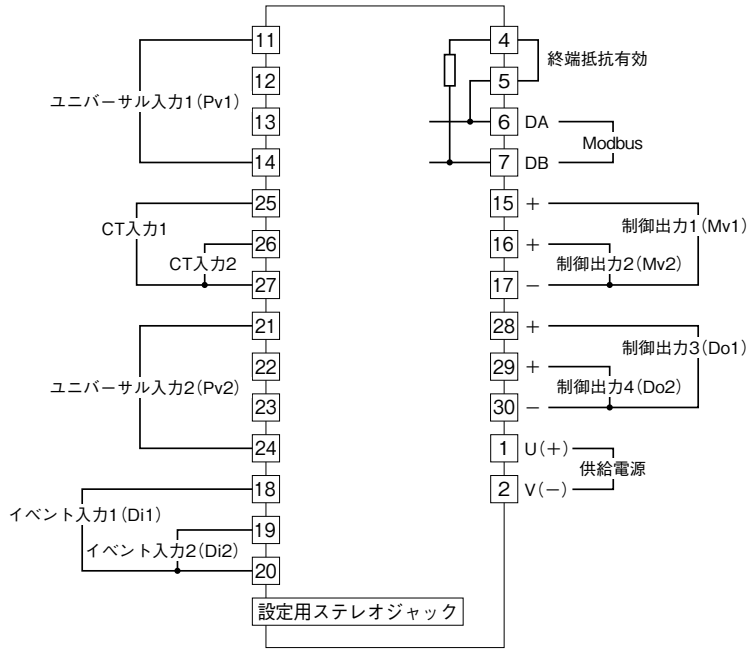 11
12
ユニバーサル入力1(Pv1)
13
14
25
CT入力1
26
CT入力2
27
21
22
ユニバーサル入力2(Pv2)
23
24
18
イベント入力1(Di1)
19
イベント入力2(Di2)
20
設定用ステレオジャック
4
終端抵抗有効
5
6 DA
Modbus
7 DB
15 +
制御出力1(Mv1)
16 +
制御出力2(Mv2)
17 −
28 +
制御出力3(Do1)
29 +
制御出力4(Do2)
30 −
1 U(+)
供給電源
2 V(−)